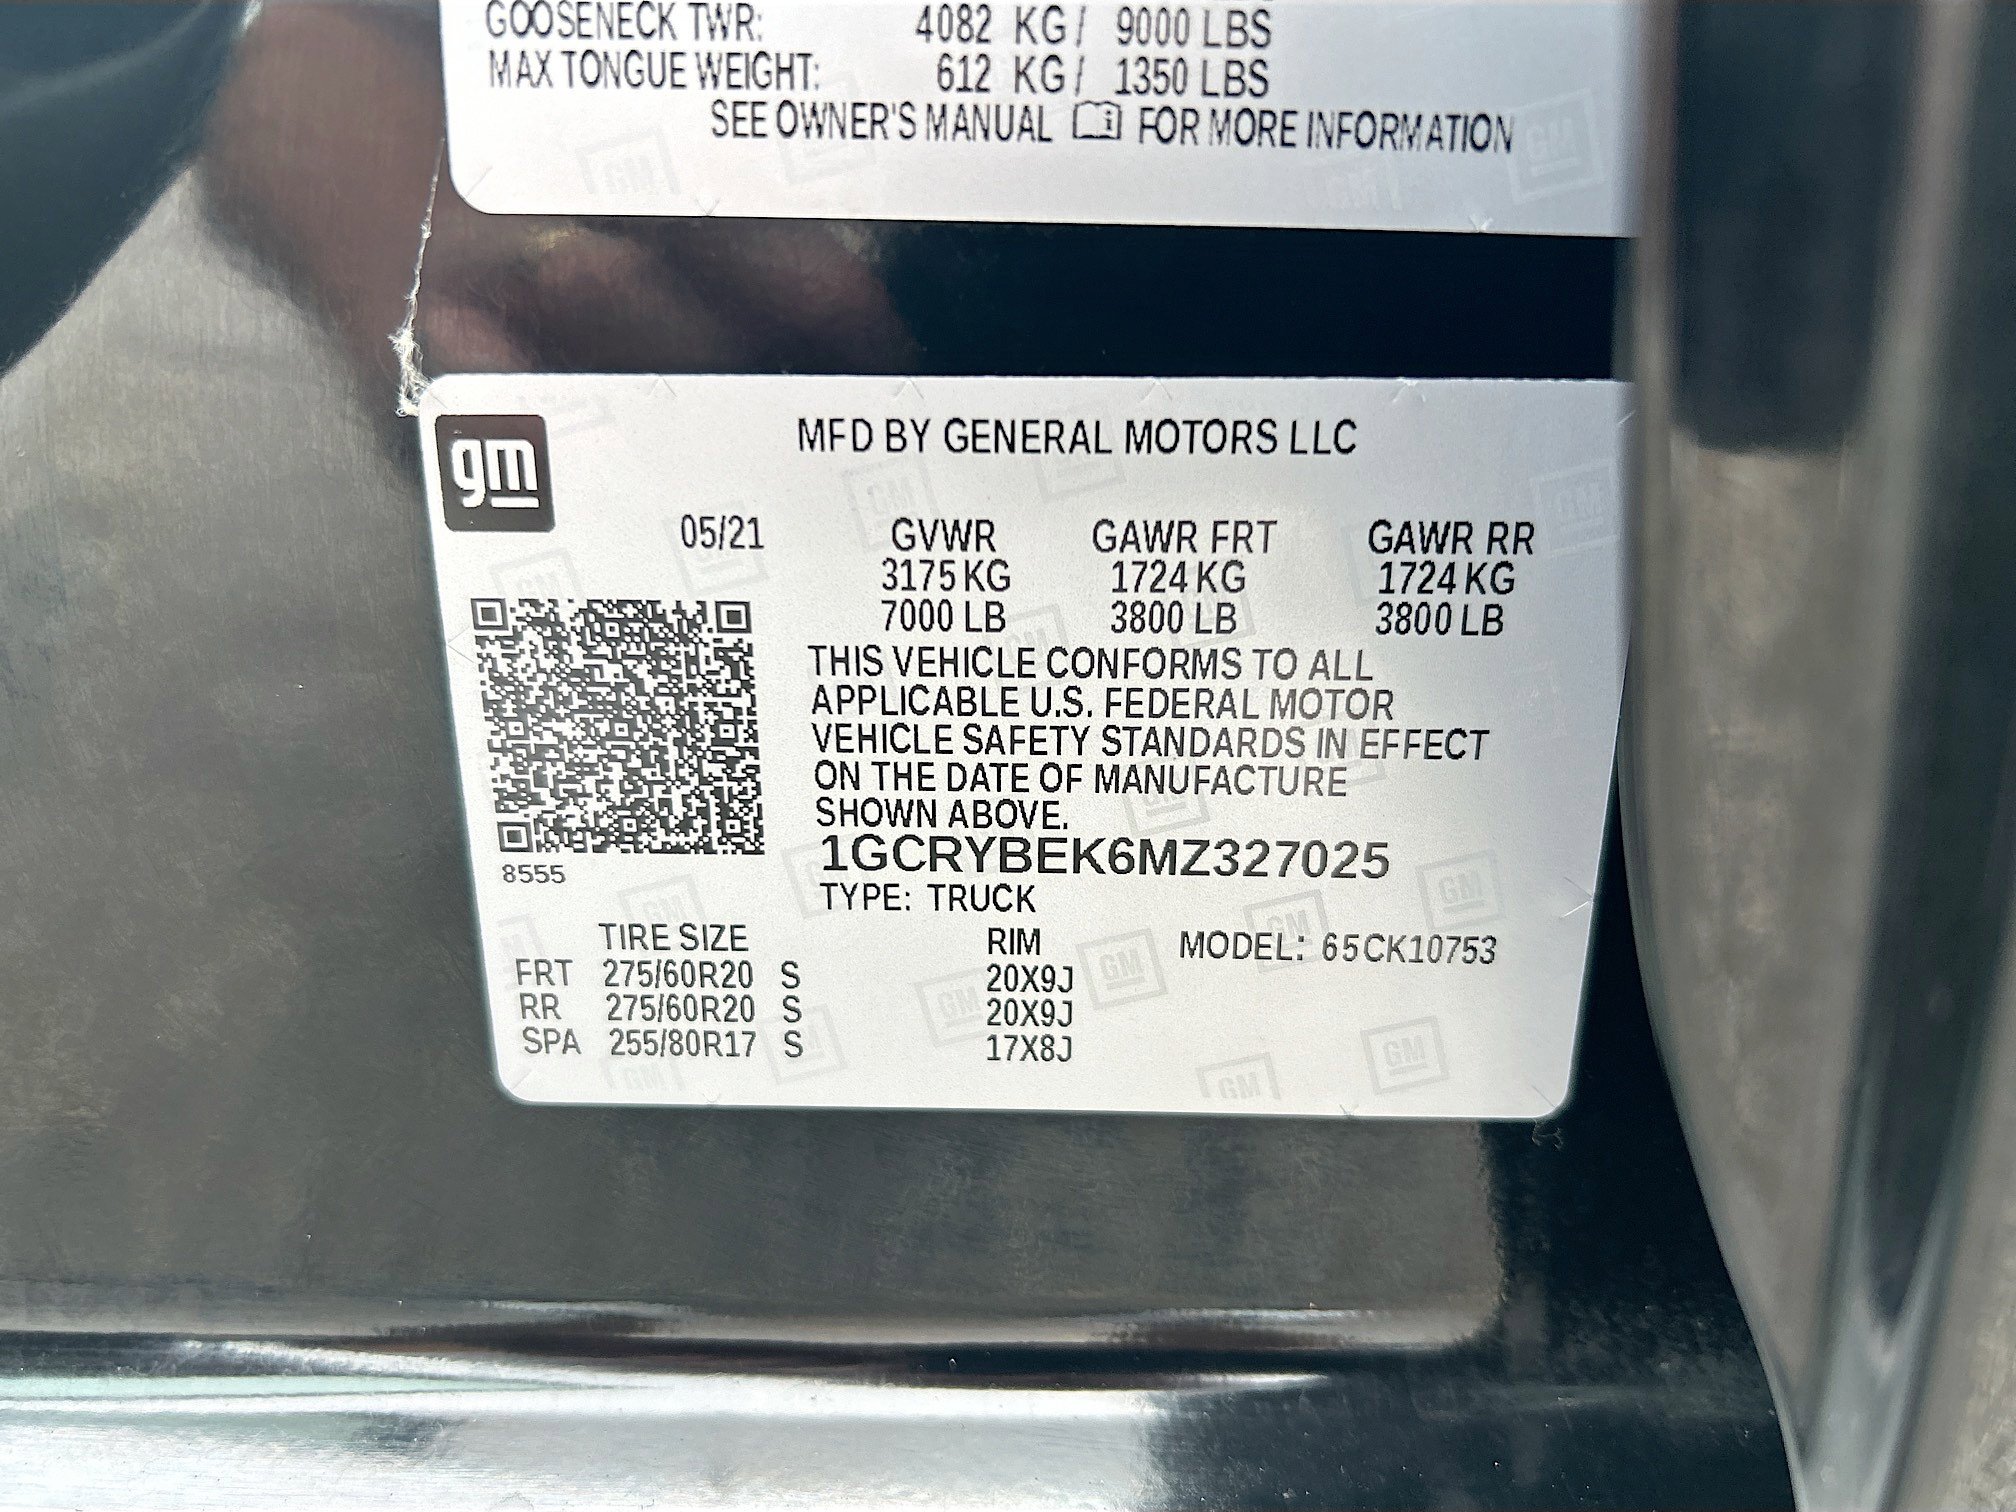 GOOSENECK TWR: 4082 KG / 9000 LBS
MAX TONGUE WEIGHT: 612 KG / 1350 LBS
SEE OWNER'S MANUAL FOR MORE INFORMATION
gm
MFD BY GENERAL MOTORS LLC
05/21 GVWR GAWR FRT GAWR RR
3175 KG 1724 KG 1724 KG
7000 LB 3800 LB 3800 LB
THIS VEHICLE CONFORMS TO ALL
APPLICABLE U.S. FEDERAL MOTOR
VEHICLE SAFETY STANDARDS IN EFFECT
ON THE DATE OF MANUFACTURE
SHOWN ABOVE.
1GCRYBEK6MZ327025
8555
TYPE: TRUCK
TIRE SIZE RIM MODEL: 65CK10753
FRT 275/60R20 S 20X9J
RR 275/60R20 S 20X9J
SPA 255/80R17 S 17X8J